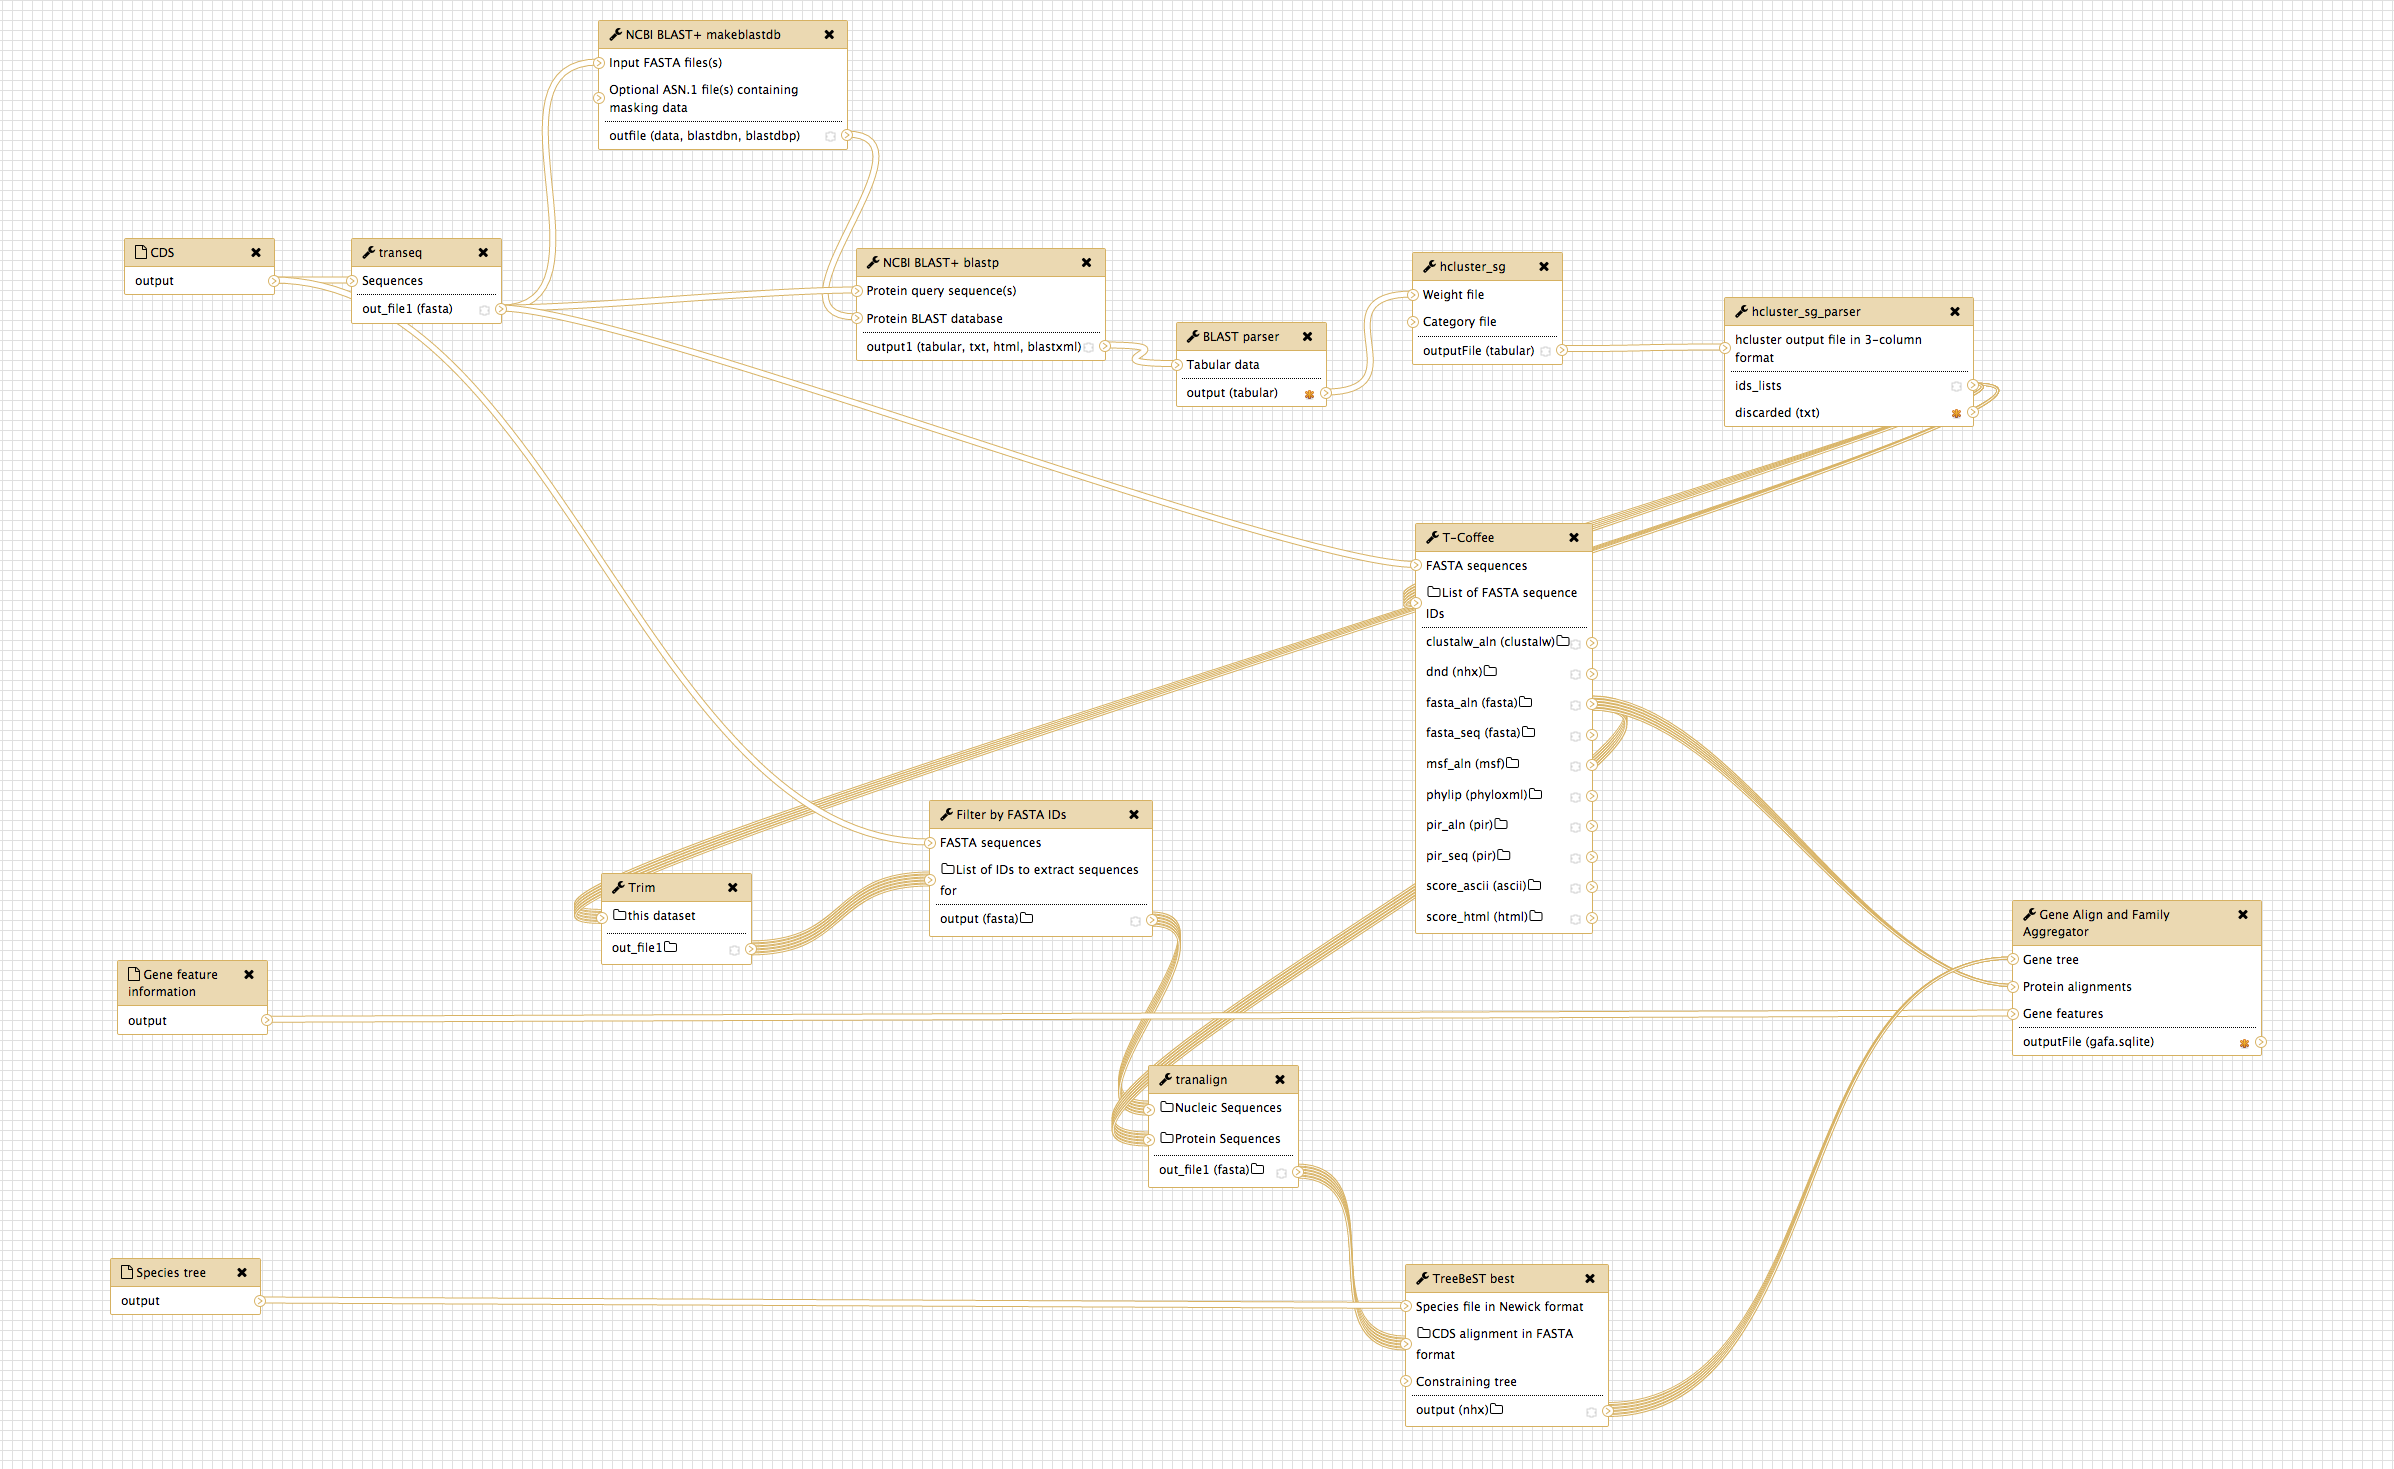 NCBI BLAST+ makeblastdb
Input FASTA files(s)
Optional ASN.1 file(s) containing
masking data
outfile (data, blastdbn, blastdbp)
CDS
output
transeq
Sequences
out_file1 (fasta)
NCBI BLAST+ blastp
Protein query sequence(s)
Protein BLAST database
output1 (tabular, txt, html, blastxml)
BLAST parser
Tabular data
output (tabular)
hcluster_sg
Weight file
Category file
outputFile (tabular)
hcluster_sg_parser
hcluster output file in 3-column
format
ids_lists
discarded (txt)
T-Coffee
FASTA sequences
List of FASTA sequence
IDs
clustalw_aln (clustalw)
dnd (nhx)
fasta_aln (fasta)
fasta_seq (fasta)
msf_aln (msf)
phylip (phyloxml)
pir_aln (pir)
pir_seq (pir)
score_ascii (ascii)
score_html (html)
Filter by FASTA IDs
FASTA sequences
List of IDs to extract sequences
for
output (fasta)
Trim
this dataset
out_file1
Gene feature
information
output
Gene Align and Family
Aggregator
Gene tree
Protein alignments
Gene features
outputFile (gafa.sqlite)
tranalign
Nucleic Sequences
Protein Sequences
out_file1 (fasta)
Species tree
output
TreeBeST best
Species file in Newick format
CDS alignment in FASTA
format
Constraining tree
output (nhx)